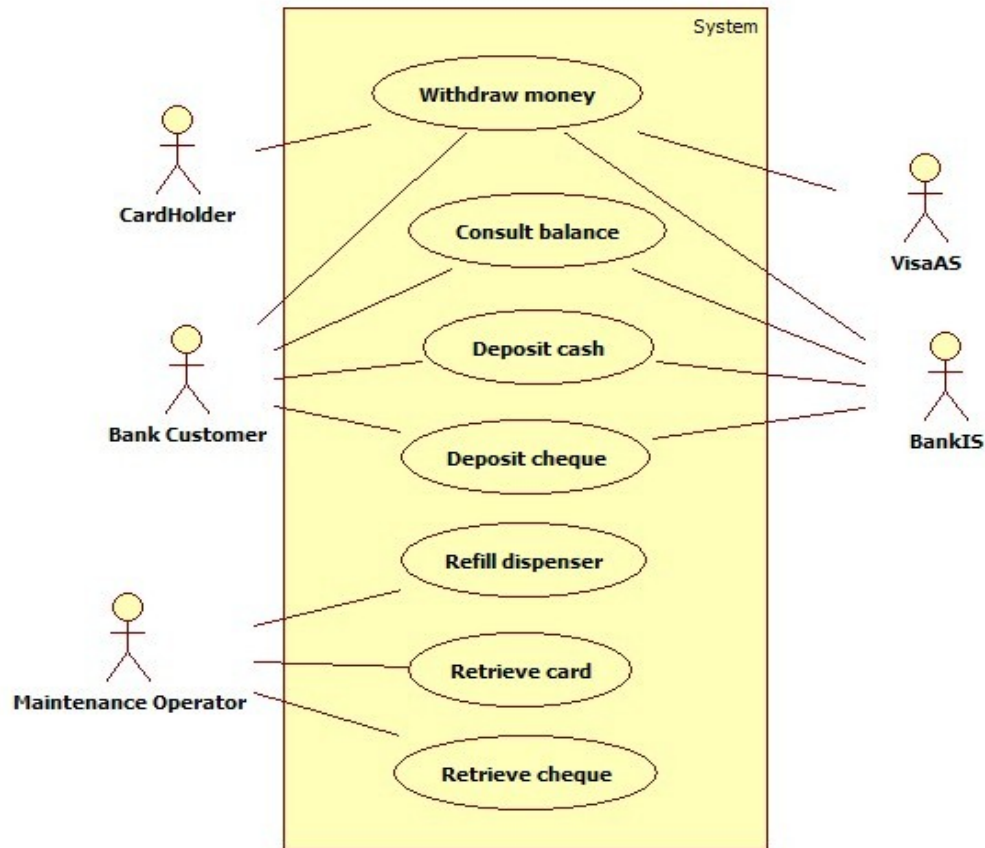 System
Withdraw money
CardHolder
Consult balance
VisaAS
Deposit cash
Bank Customer
BankIS
Deposit cheque
Refill dispenser
Retrieve card
Maintenance Operator
Retrieve cheque